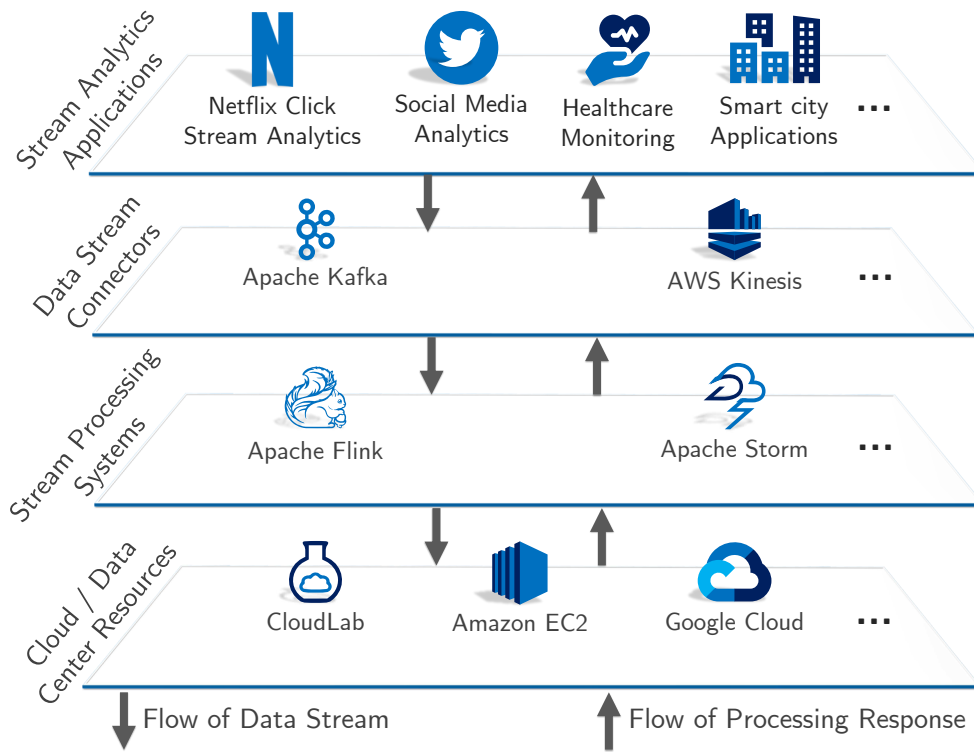 Stream Analytics
Applications
Netflix Click
Stream Analytics
Social Media
Analytics
Healthcare
Monitoring
Smart city
Applications
...
Data Stream
Connectors
Apache Kafka
AWS Kinesis
...
Stream Processing
Systems
Apache Flink
Apache Storm
...
Cloud / Data
Center Resources
CloudLab
Amazon EC2
Google Cloud
...
Flow of Data Stream
Flow of Processing Response